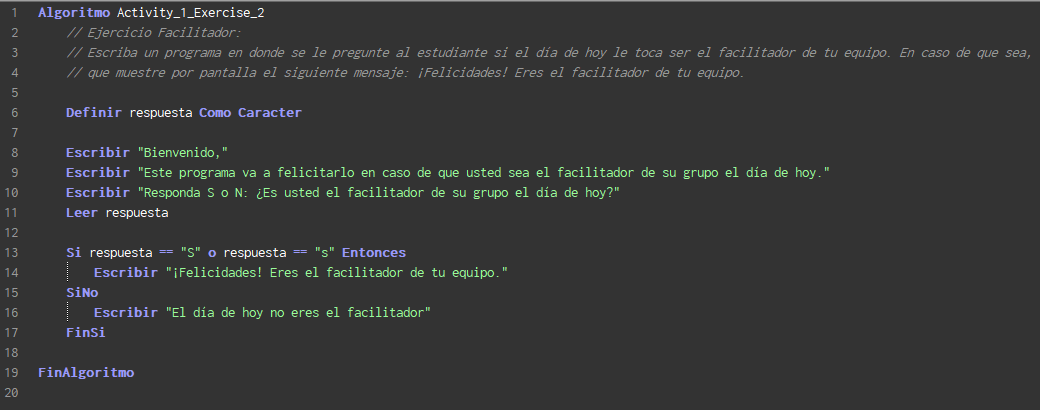 1 Algoritmo Activity_1_Exercise_2
2 // Ejercicio Facilitador:
3 // Escriba un programa en donde se le pregunte al estudiante si el día de hoy le toca ser el facilitador de tu equipo. En caso de que sea,
4 // que muestre por pantalla el siguiente mensaje: ¡Felicidades! Eres el facilitador de tu equipo.
5
6 Definir respuesta Como Caracter
7
8 Escribir "Bienvenido,"
9 Escribir "Este programa va a felicitarlo en caso de que usted sea el facilitador de su grupo el día de hoy."
10 Escribir "Responda S o N: ¿Es usted el facilitador de su grupo el día de hoy?"
11 Leer respuesta
12
13 Si respuesta == "S" o respuesta == "s" Entonces
14 Escribir "¡Felicidades! Eres el facilitador de tu equipo."
15 SiNo
16 Escribir "El día de hoy no eres el facilitador"
17 FinSi
18
19 FinAlgoritmo
20